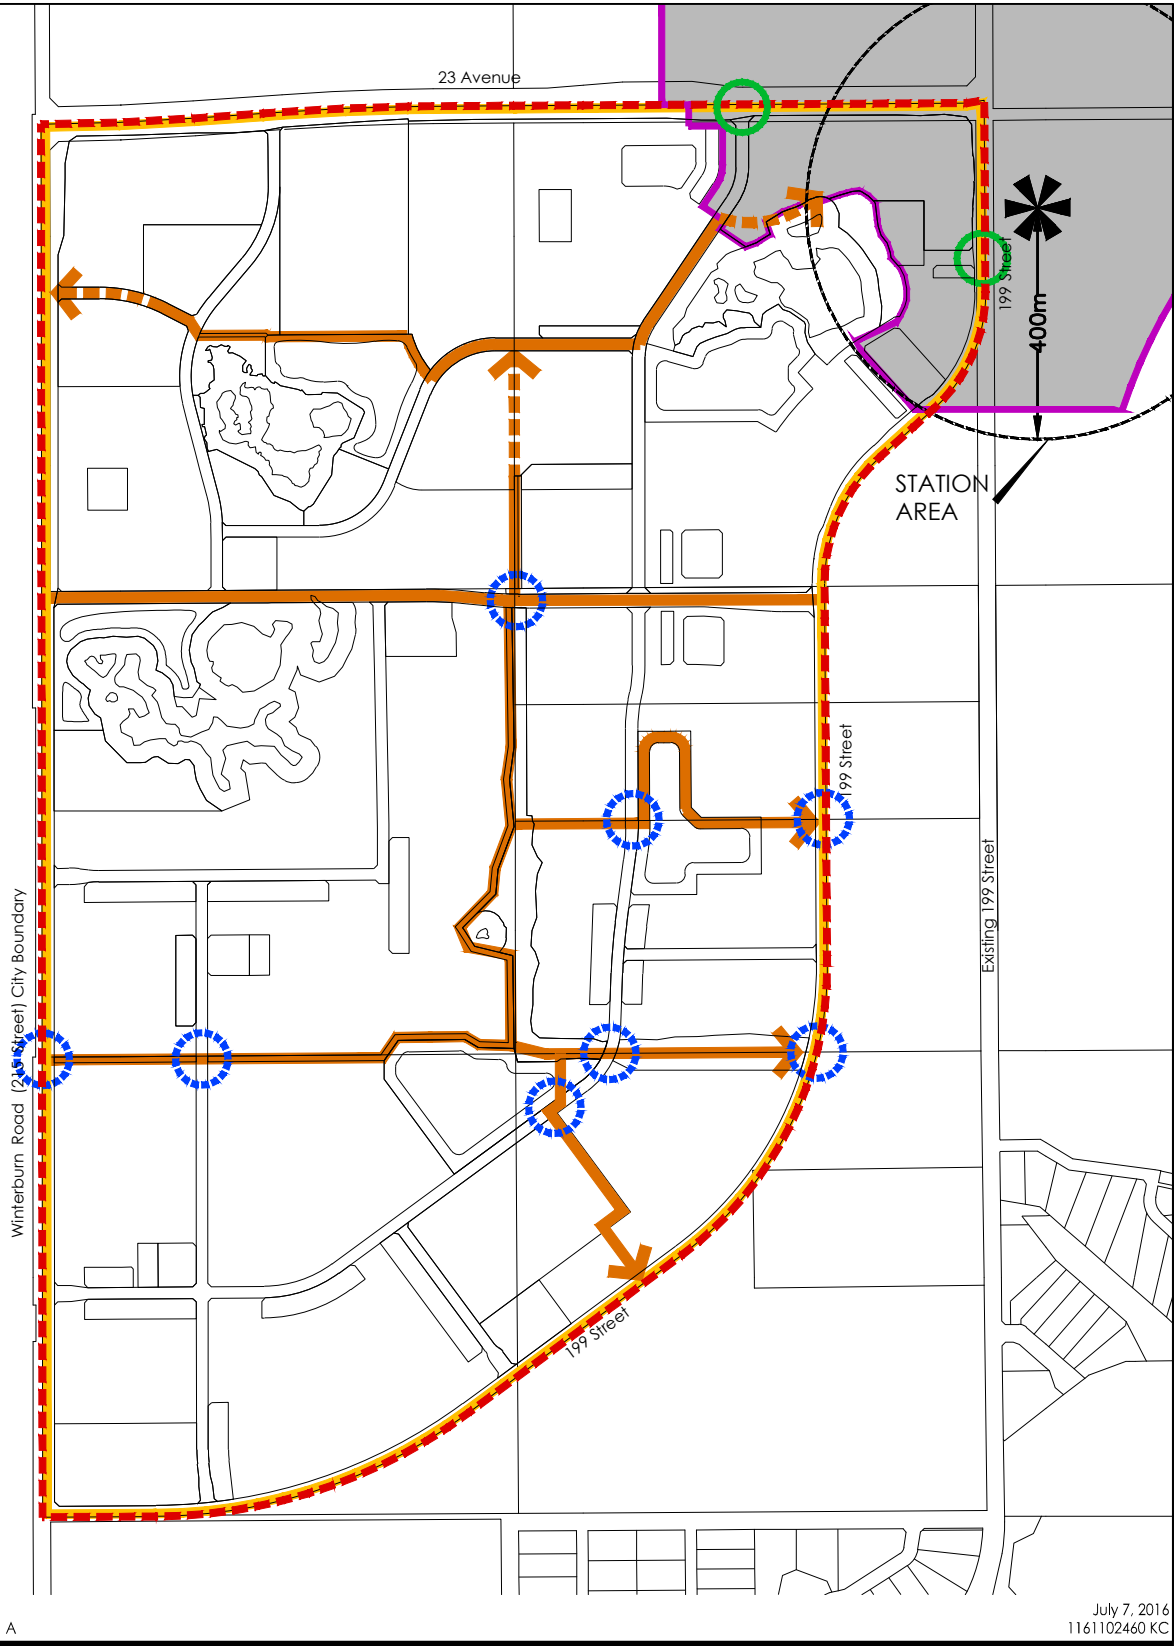 23 Avenue
199 Street
400m
STATION
AREA
199 Street
Existing 199 Street
Winterburn Road (215 Street) City Boundary
199 Street
July 7, 2016
A
1161102460 KC